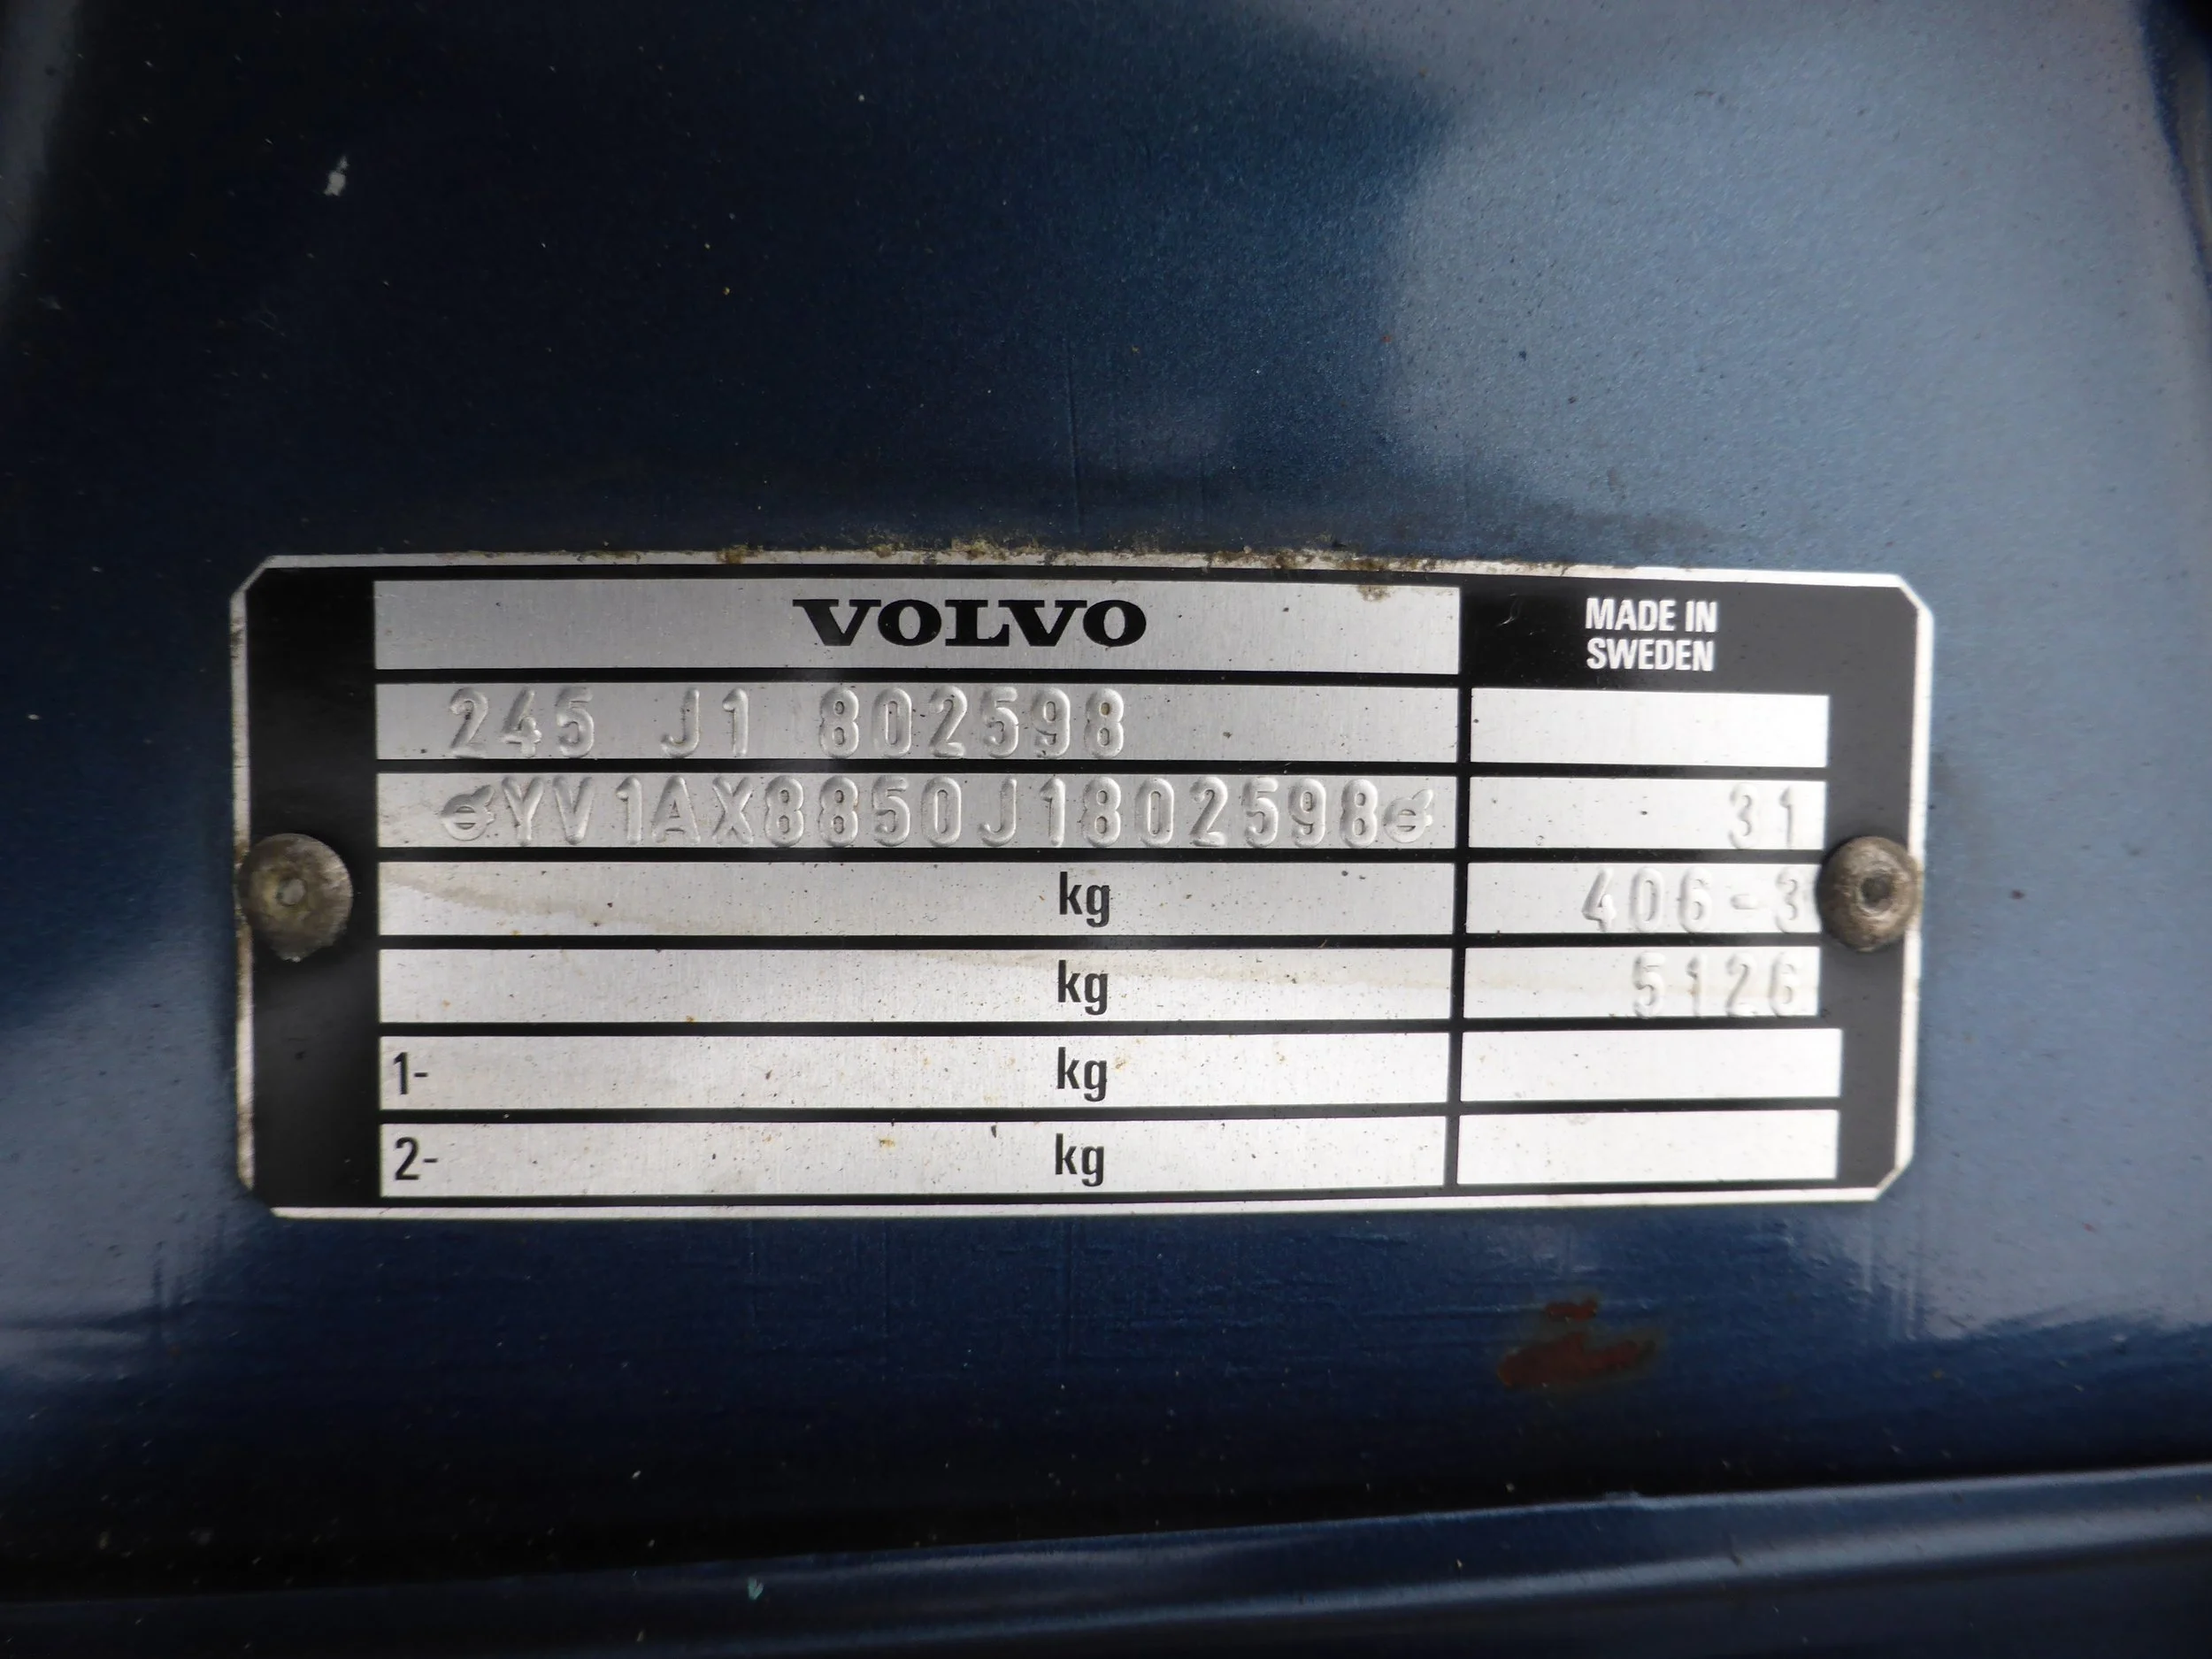 VOLVO
MADE IN
SWEDEN
245 J1 802598
YV1AX8850J1802598
31
kg
406-3
kg
5126
1- kg
2- kg